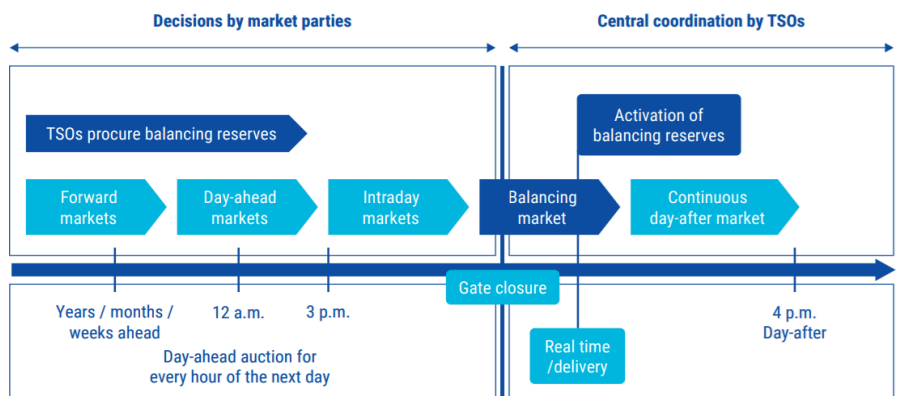 Decisions by market parties
Central coordination by TSOs
TSOs procure balancing reserves
Activation of
balancing reserves
Forward
markets
Day-ahead
markets
Intraday
markets
Balancing
market
Continuous
day-after market
Gate closure
Years / months /
weeks ahead
12 a.m.
3 p.m.
Day-ahead auction for
every hour of the next day
Real time
/delivery
4 p.m.
Day-after